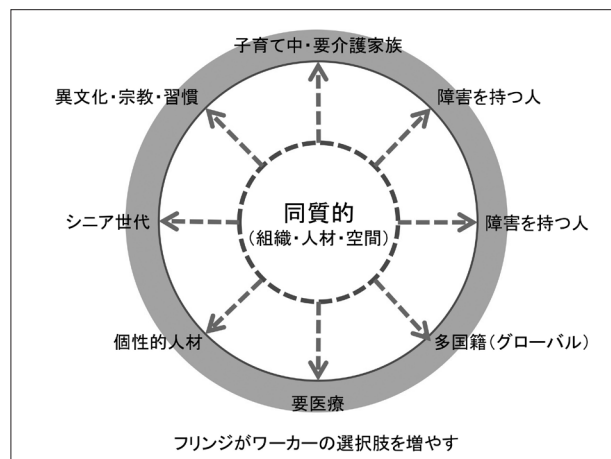 子育て中・要介護家族
異文化・宗教・習慣
障害を持つ人
シニア世代
同質的
（組織・人材・空間）
障害を持つ人
個性的人材
多国籍（グローバル）
要医療
フリンジがワーカーの選択肢を増やす